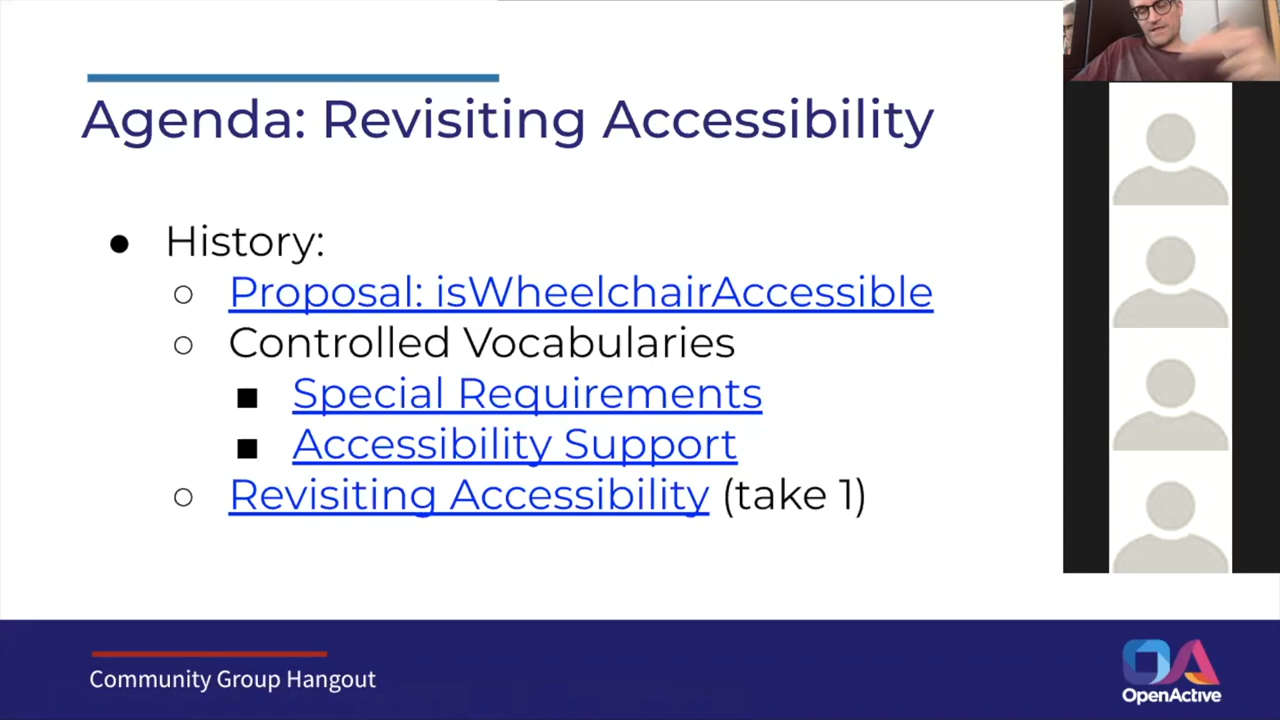 Agenda: Revisiting Accessibility
● History:
○ Proposal: isWheelchairAccessible
○ Controlled Vocabularies
■ Special Requirements
■ Accessibility Support
○ Revisiting Accessibility (take 1)
Community Group Hangout
OA
OpenActive